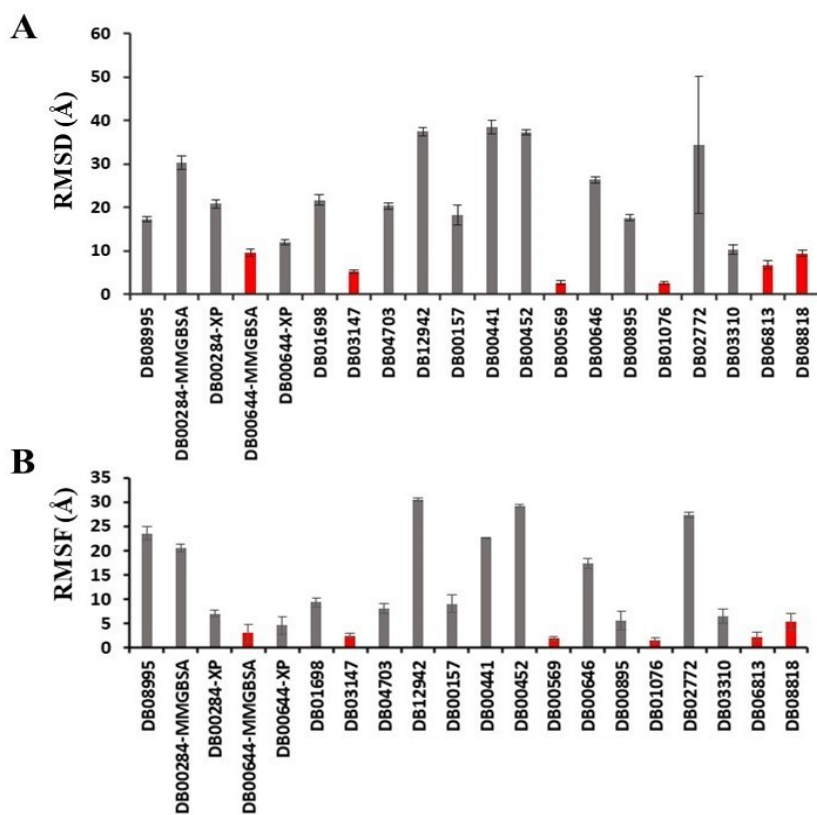 A
RMSD (Å)
60
50
40
30
20
10
0
DB08995
DB00284-MMGBSA
DB00284-XP
DB00644-MMGBSA
DB00644-XP
DB01698
DB03147
DB04703
DB12942
DB00157
DB00441
DB00452
DB00569
DB00646
DB00895
DB01076
DB02772
DB03310
DB06813
DB08818
B
RMSF (Å)
35
30
25
20
15
10
5
0
DB08995
DB00284-MMGBSA
DB00284-XP
DB00644-MMGBSA
DB00644-XP
DB01698
DB03147
DB04703
DB12942
DB00157
DB00441
DB00452
DB00569
DB00646
DB00895
DB01076
DB02772
DB03310
DB06813
DB08818